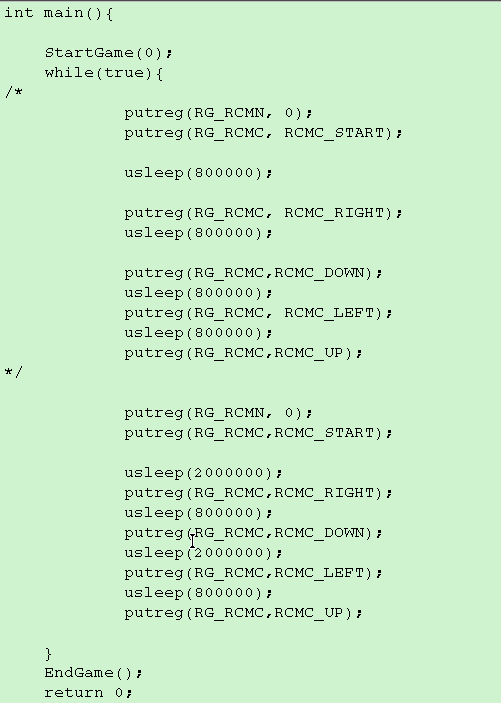 int main(){
StartGame(0);
while(true){
/*
putreg(RG_RCMN, 0);
putreg(RG_RCMC, RCMC_START);
usleep(800000);
putreg(RG_RCMC, RCMC_RIGHT);
usleep(800000);
putreg(RG_RCMC,RCMC_DOWN);
usleep(800000);
putreg(RG_RCMC, RCMC_LEFT);
usleep(800000);
putreg(RG_RCMC,RCMC_UP);
*/
putreg(RG_RCMN, 0);
putreg(RG_RCMC,RCMC_START);
usleep(2000000);
putreg(RG_RCMC,RCMC_RIGHT);
usleep(800000);
putreg(RG_RCMC,RCMC_DOWN);
usleep(2000000);
putreg(RG_RCMC,RCMC_LEFT);
usleep(800000);
putreg(RG_RCMC,RCMC_UP);
}
EndGame();
return 0;